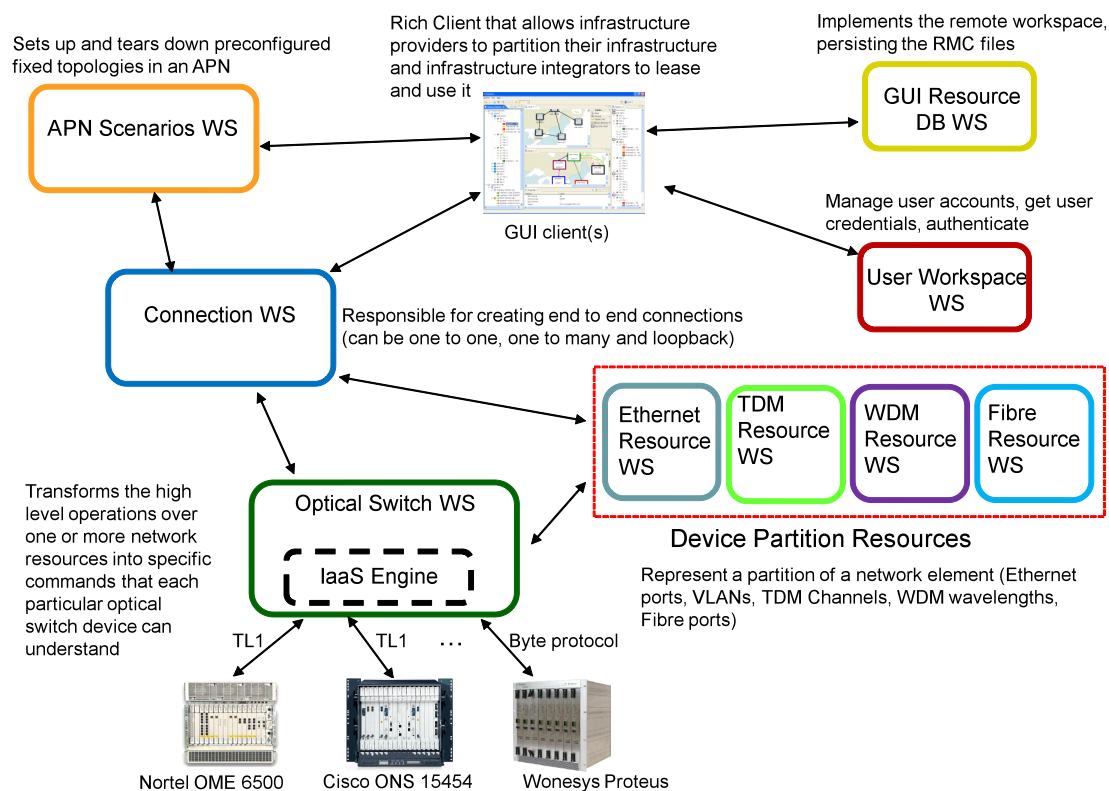 Sets up and tears down preconfigured
fixed topologies in an APN
APN Scenarios WS
Rich Client that allows infrastructure
providers to partition their infrastructure
and infrastructure integrators to lease
and use it
GUI client(s)
Implements the remote workspace,
persisting the RMC files
GUI Resource
DB WS
Manage user accounts, get user
credentials, authenticate
User Workspace
WS
Connection WS
Responsible for creating end to end connections
(can be one to one, one to many and loopback)
Ethernet
Resource
WS
TDM
Resource
WS
WDM
Resource
WS
Fibre
Resource
WS
Device Partition Resources
Represent a partition of a network element (Ethernet
ports, VLANs, TDM Channels, WDM wavelengths,
Fibre ports)
Transforms the high
level operations over
one or more network
resources into specific
commands that each
particular optical
switch device can
understand
Optical Switch WS
IaaS Engine
TL1
TL1
...
Byte protocol
Nortel OME 6500
Cisco ONS 15454
Wonesys Proteus